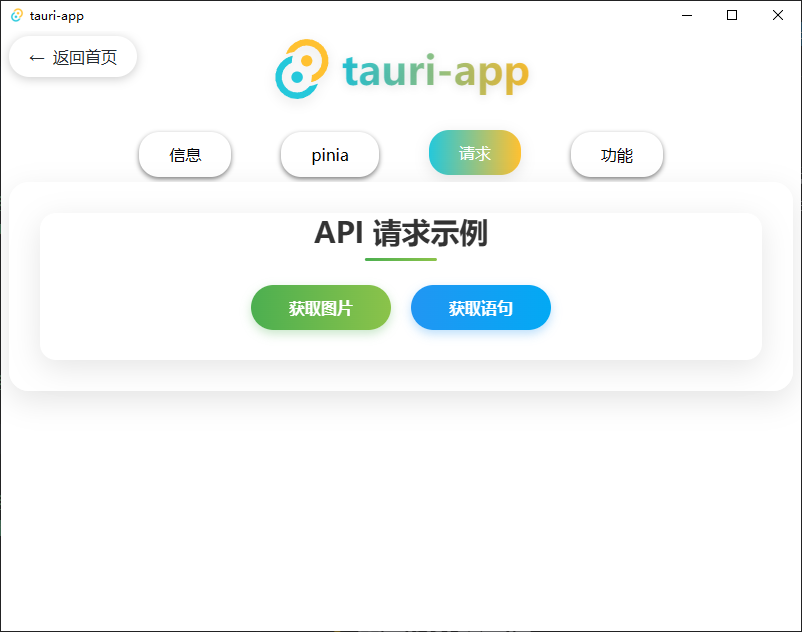 tauri-app
← 返回首页
tauri-app
信息
pinia
请求
功能
API 请求示例
获取图片
获取语句